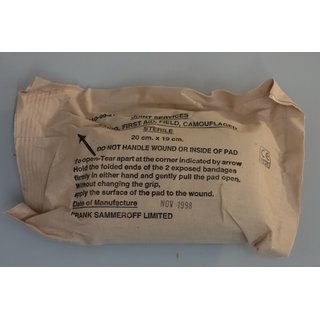 JOINT SERVICES
FIRST AID, FIELD, CAMOUFLAGED
STERILE
20 cm. x 19 cm.
DO NOT HANDLE WOUND OR INSIDE OF PAD
To open-Tear apart at the corner indicated by arrow
Hold the folded ends of the 2 exposed bandages
firmly in either hand and gently pull the pad open.
Without changing the grip,
apply the surface of the pad to the wound.
Date of Manufacture NOV 1998
FRANK SAMMEROFF LIMITED